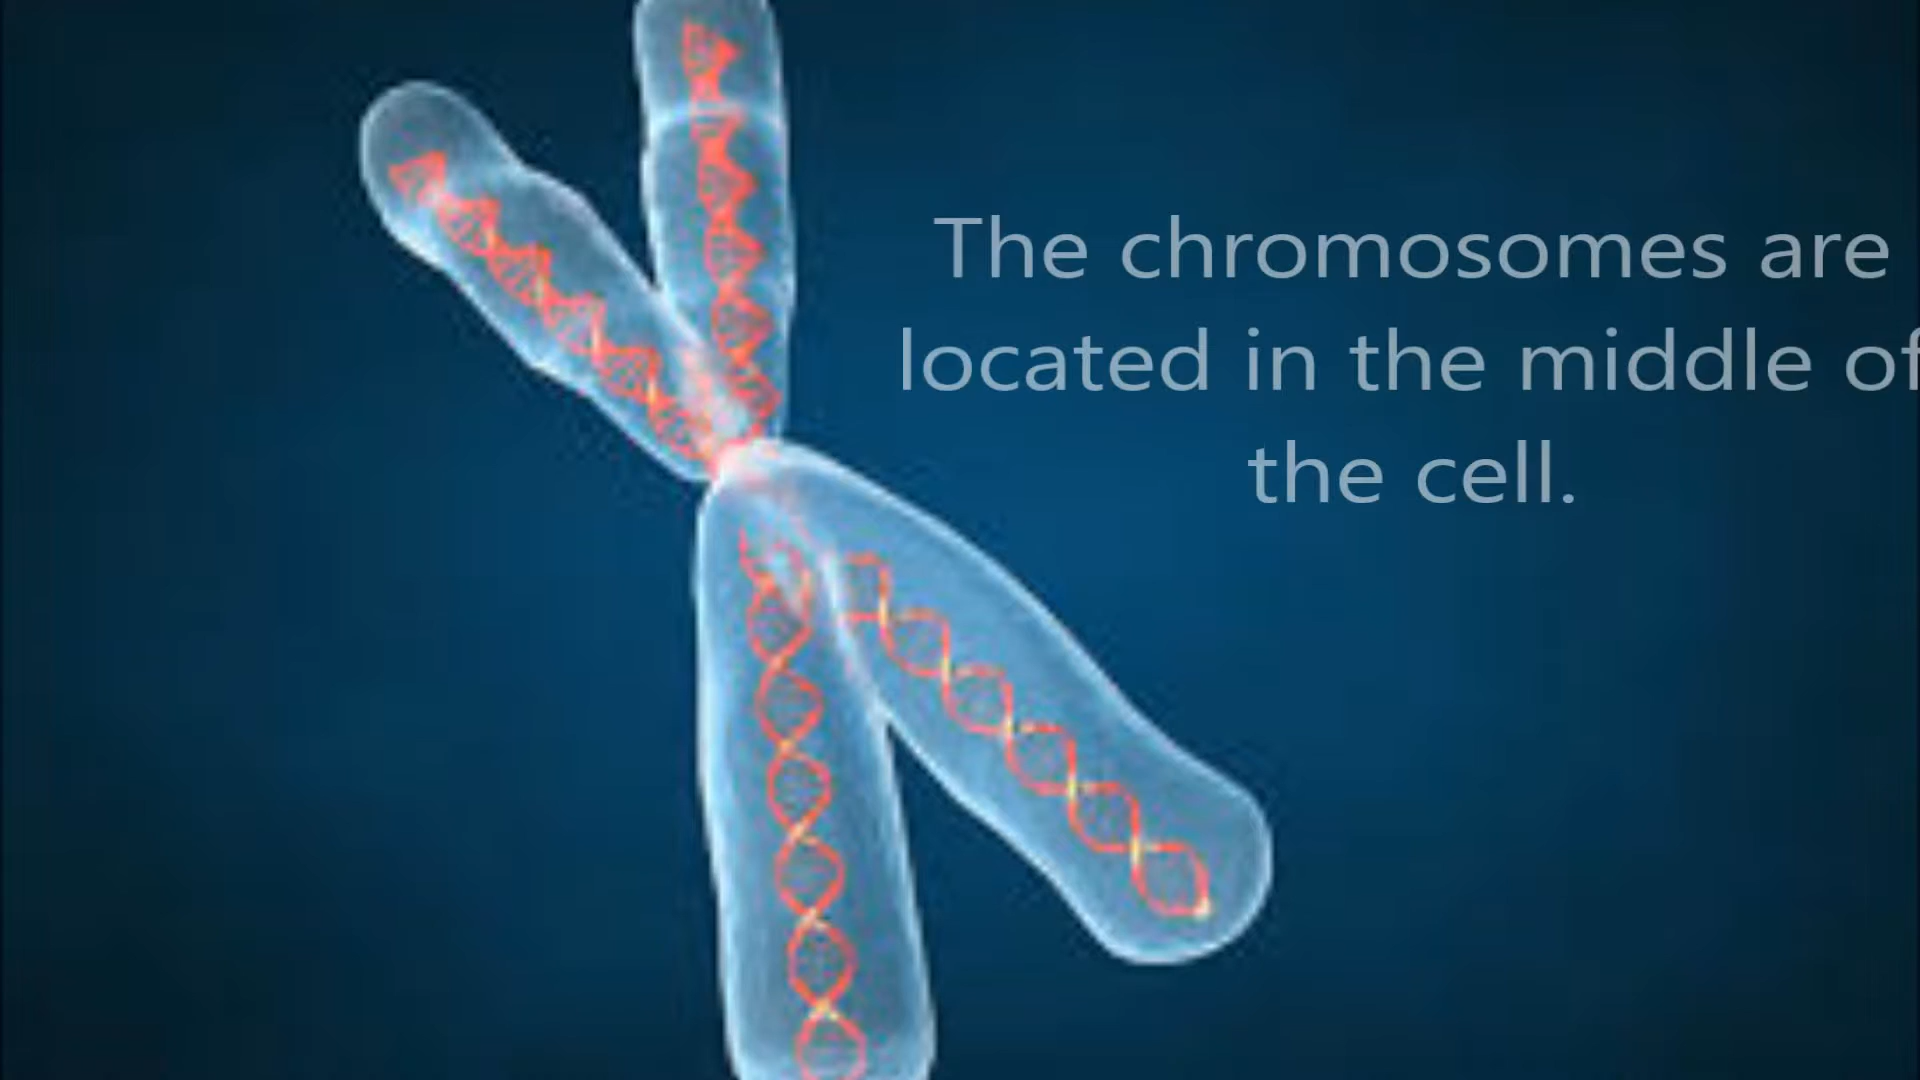 The chromosomes are
located in the middle of
the cell.